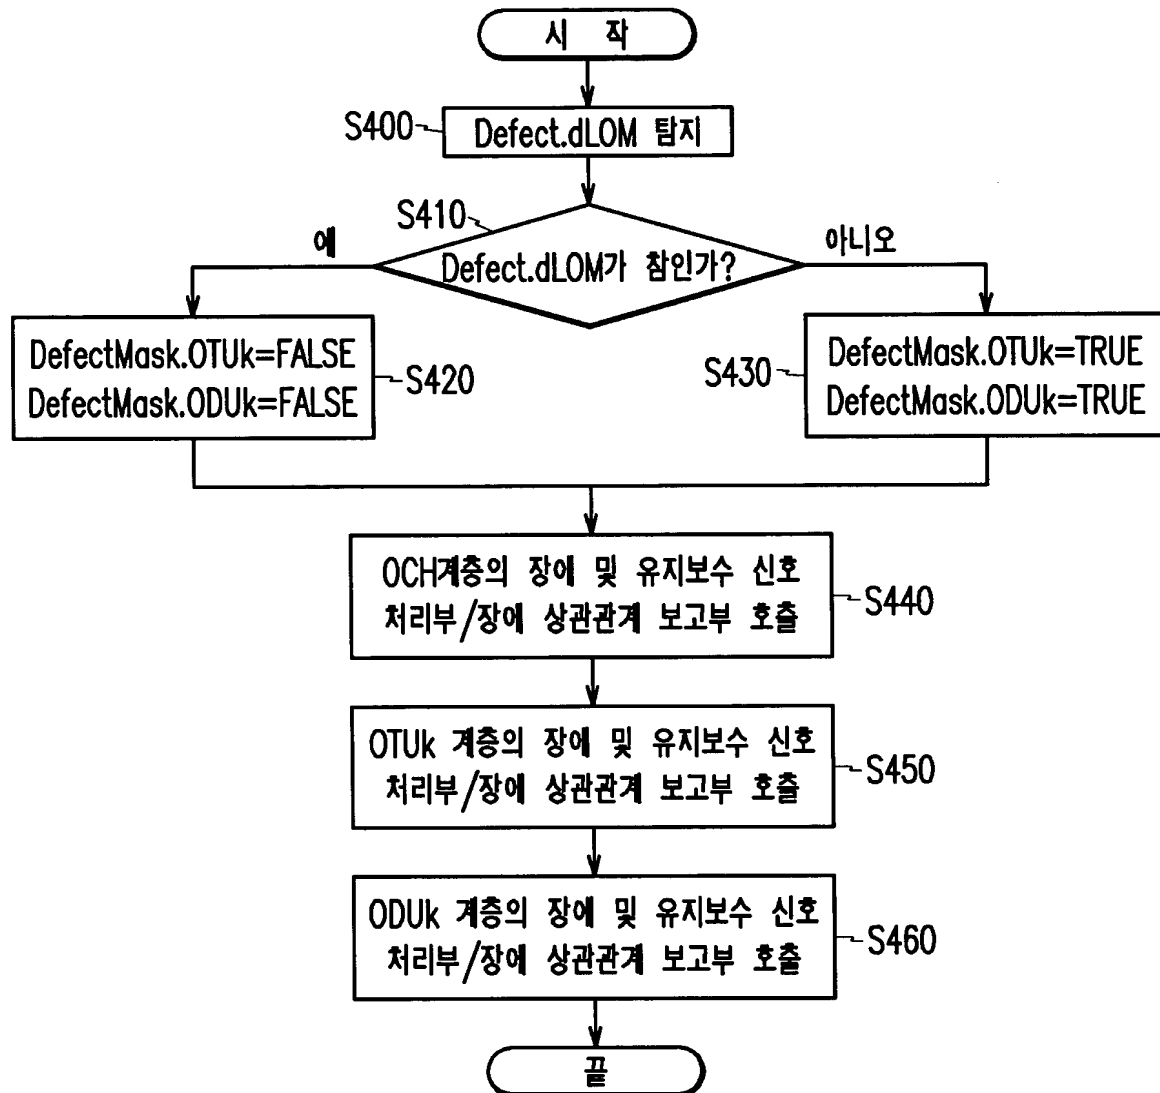 시 작
S400
Defect.dLOM 탐지
S410
예
아니오
Defect.dLOM가 참인가?
DefectMask.OTUk=FALSE
DefectMask.ODUk=FALSE
S420
S430
DefectMask.OTUk=TRUE
DefectMask.ODUk=TRUE
OCH계층의 장애 및 유지보수 신호
처리부/장애 상관관계 보고부 호출
S440
OTUk 계층의 장애 및 유지보수 신호
처리부/장애 상관관계 보고부 호출
S450
ODUk 계층의 장애 및 유지보수 신호
처리부/장애 상관관계 보고부 호출
S460
끝